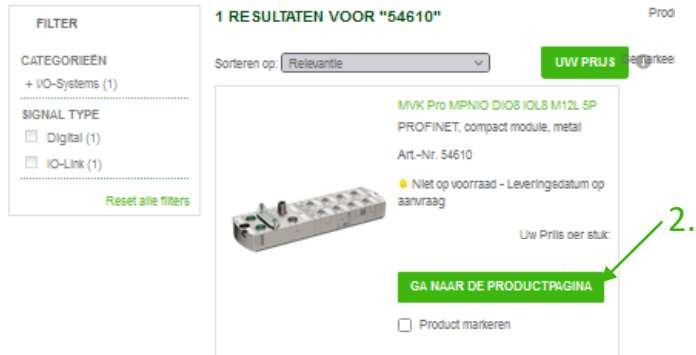 FILTER
CATEGORIEËN
+ I/O-Systems (1)
SIGNAL TYPE
Digital (1)
IO-Link (1)
Reset alle filters
1 RESULTATEN VOOR "54610"
Prod
Sorteren op: Relevantie
UW PRIJS
Gemarkeer
MVK Pro MPNIO DIO8 IOL8 M12L 5P
PROFINET, compact module, metal
Art.-Nr. 54610
Niet op voorraad - Leveringsdatum op
aanvraag
Uw Prijs per stuk:
2.
GA NAAR DE PRODUCTPAGINA
Product markeren